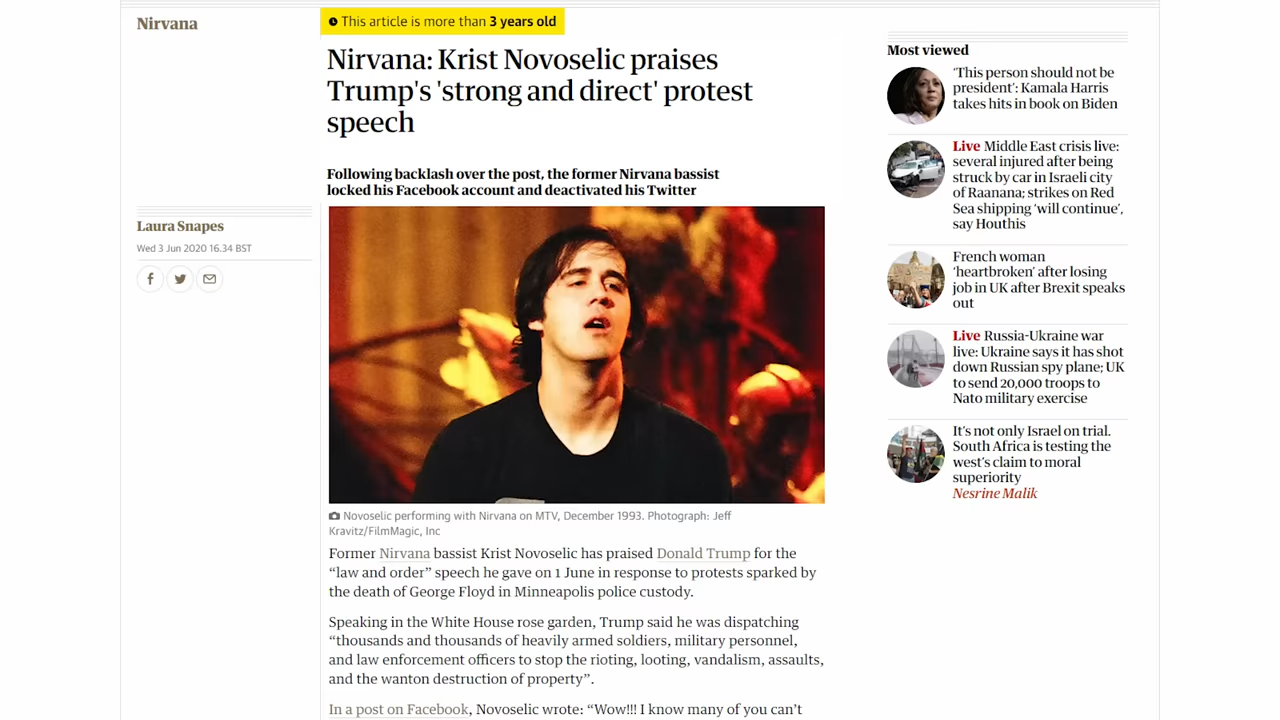 Nirvana
This article is more than 3 years old
Nirvana: Krist Novoselic praises
Trump's 'strong and direct' protest
speech
Following backlash over the post, the former Nirvana bassist
locked his Facebook account and deactivated his Twitter
Laura Snapes
Wed 3 Jun 2020 16.34 BST
Novoselic performing with Nirvana on MTV, December 1993. Photograph: Jeff
Kravitz/FilmMagic, Inc
Former Nirvana bassist Krist Novoselic has praised Donald Trump for the
“law and order” speech he gave on 1 June in response to protests sparked by
the death of George Floyd in Minneapolis police custody.
Speaking in the White House rose garden, Trump said he was dispatching
“thousands and thousands of heavily armed soldiers, military personnel,
and law enforcement officers to stop the rioting, looting, vandalism, assaults,
and the wanton destruction of property”.
In a post on Facebook, Novoselic wrote: “Wow!!! I know many of you can’t
Most viewed
‘This person should not be
president’: Kamala Harris
takes hits in book on Biden
Live Middle East crisis live:
several injured after being
struck by car in Israeli city
of Raanana; strikes on Red
Sea shipping ‘will continue’,
say Houthis
French woman
‘heartbroken’ after losing
job in UK after Brexit speaks
out
Live Russia-Ukraine war
live: Ukraine says it has shot
down Russian spy plane; UK
to send 20,000 troops to
Nato military exercise
It’s not only Israel on trial.
South Africa is testing the
west’s claim to moral
superiority
Nesrine Malik